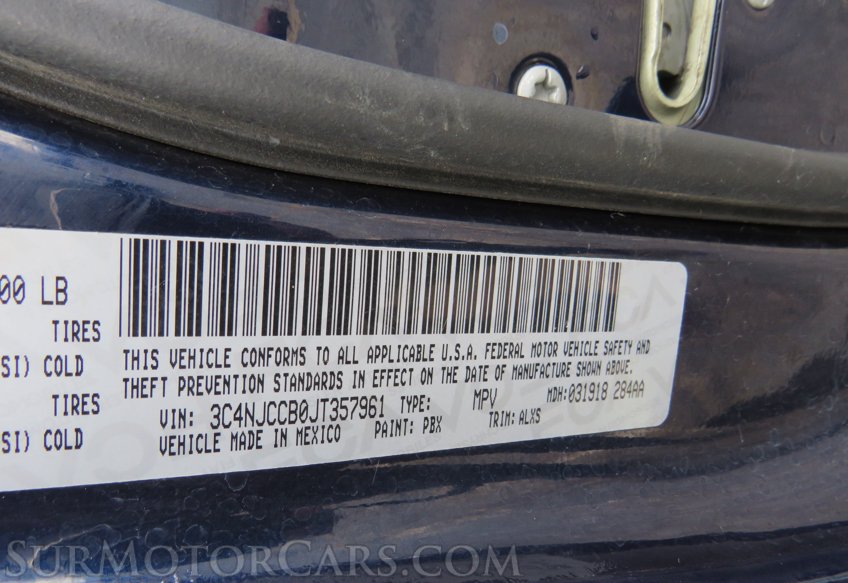 00 LB
TIRES
SI) COLD
TIRES
SI) COLD
THIS VEHICLE CONFORMS TO ALL APPLICABLE U.S.A. FEDERAL MOTOR VEHICLE SAFETY AND
THEFT PREVENTION STANDARDS IN EFFECT ON THE DATE OF MANUFACTURE SHOWN ABOVE.
VIN: 3C4NJCCB0JT357961 TYPE: MPV MDH:031918 284AA
VEHICLE MADE IN MEXICO PAINT: PBX TRIM: ALXS
SURMOTORCARS.COM